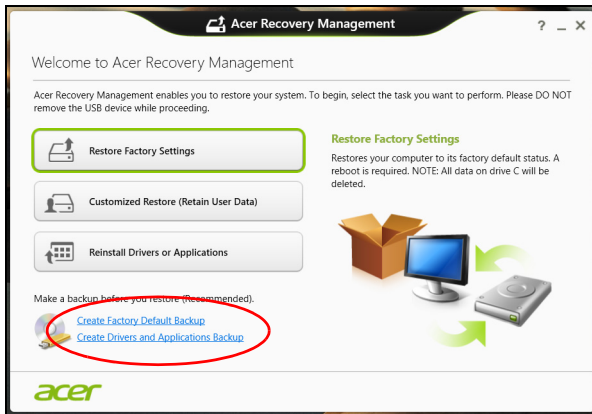 Acer Recovery Management
? _ X
Welcome to Acer Recovery Management
Acer Recovery Management enables you to restore your system. To begin, select the task you want to perform. Please DO NOT
remove the USB device while proceeding.
Restore Factory Settings
Customized Restore (Retain User Data)
Reinstall Drivers or Applications
Restore Factory Settings
Restores your computer to its factory default status. A
reboot is required. NOTE: All data on drive C will be
deleted.
Make a backup before you restore (Recommended).
Create Factory Default Backup
Create Drivers and Applications Backup
acer